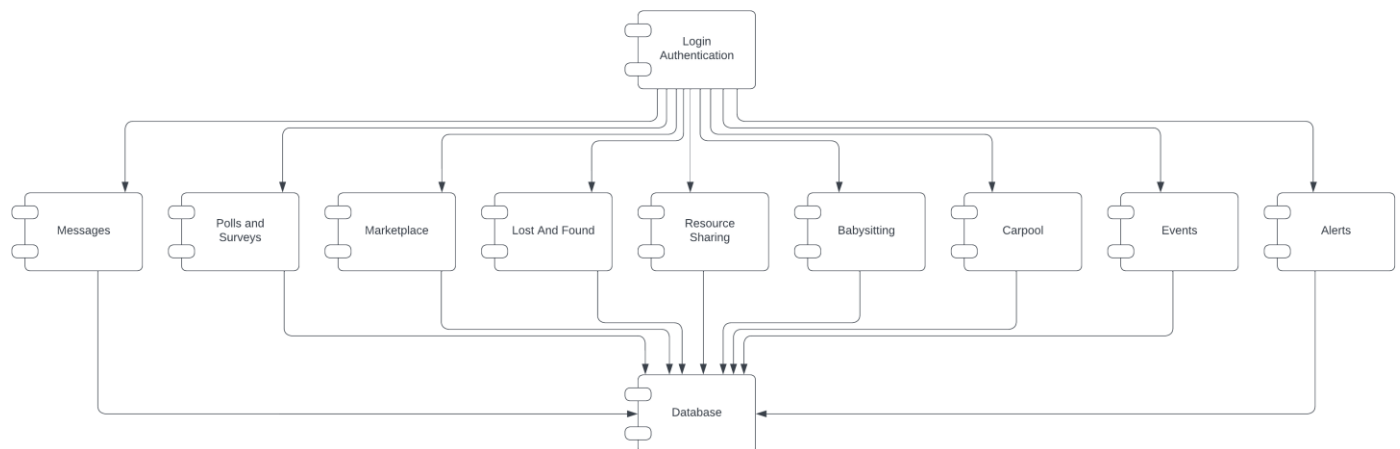 Login
Authentication
Messages
Polls and
Surveys
Marketplace
Lost And Found
Resource
Sharing
Babysitting
Carpool
Events
Alerts
Database